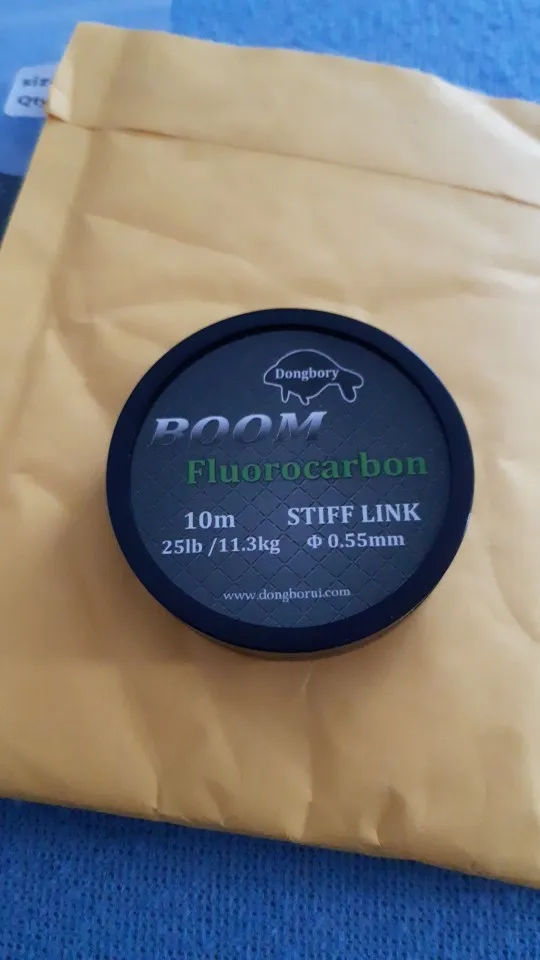 Dongbory
BOOM
Fluorocarbon
10m STIFF LINK
25lb /11.3kg Φ 0.55mm
www.dongborui.com